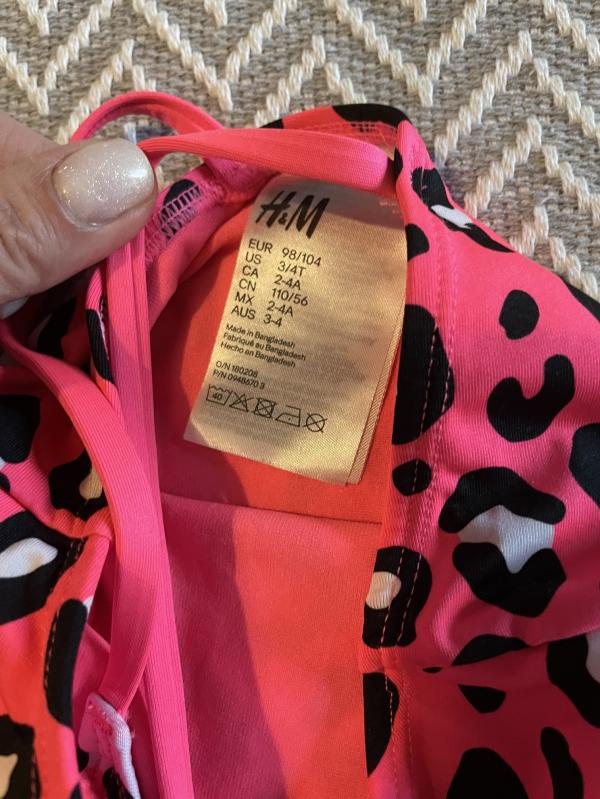 H&M
EUR 98/104
US 3/4T
CA 2-4A
CN 110/56
MX 2-4A
AUS 3-4
Made in Bangladesh
Fabriqué au Bangladesh
Hecho en Bangladesh
O/N 180208
P/N 0948670 3
40